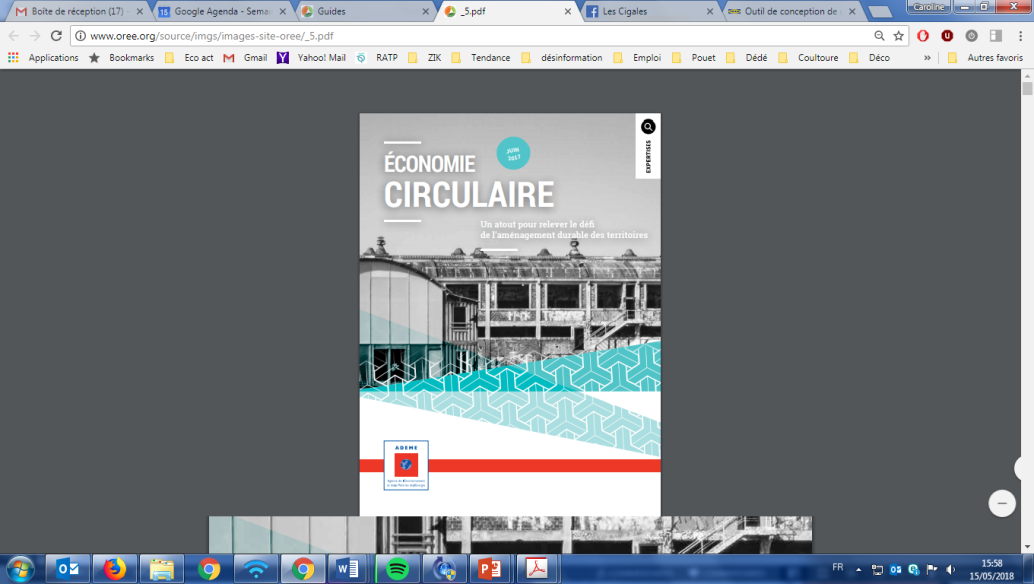 Boîte de réception (17) -
15
Google Agenda - Semai
Guides
_5.pdf
Les Cigales
Outil de conception de
Caroline
www.oree.org/source/imgs/images-site-oree/_5.pdf
Applications
Bookmarks
Eco act
Gmail
Yahoo! Mail
RATP
ZIK
Tendance
désinformation
Emploi
Pouet
Dédé
Coultoure
Déco
»
Autres favoris
JUIN
2017
EXPERTISES
ÉCONOMIE
CIRCULAIRE
Un atout pour relever le défi
de l'aménagement durable des territoires
ADEME
FR
15:58
15/05/2018